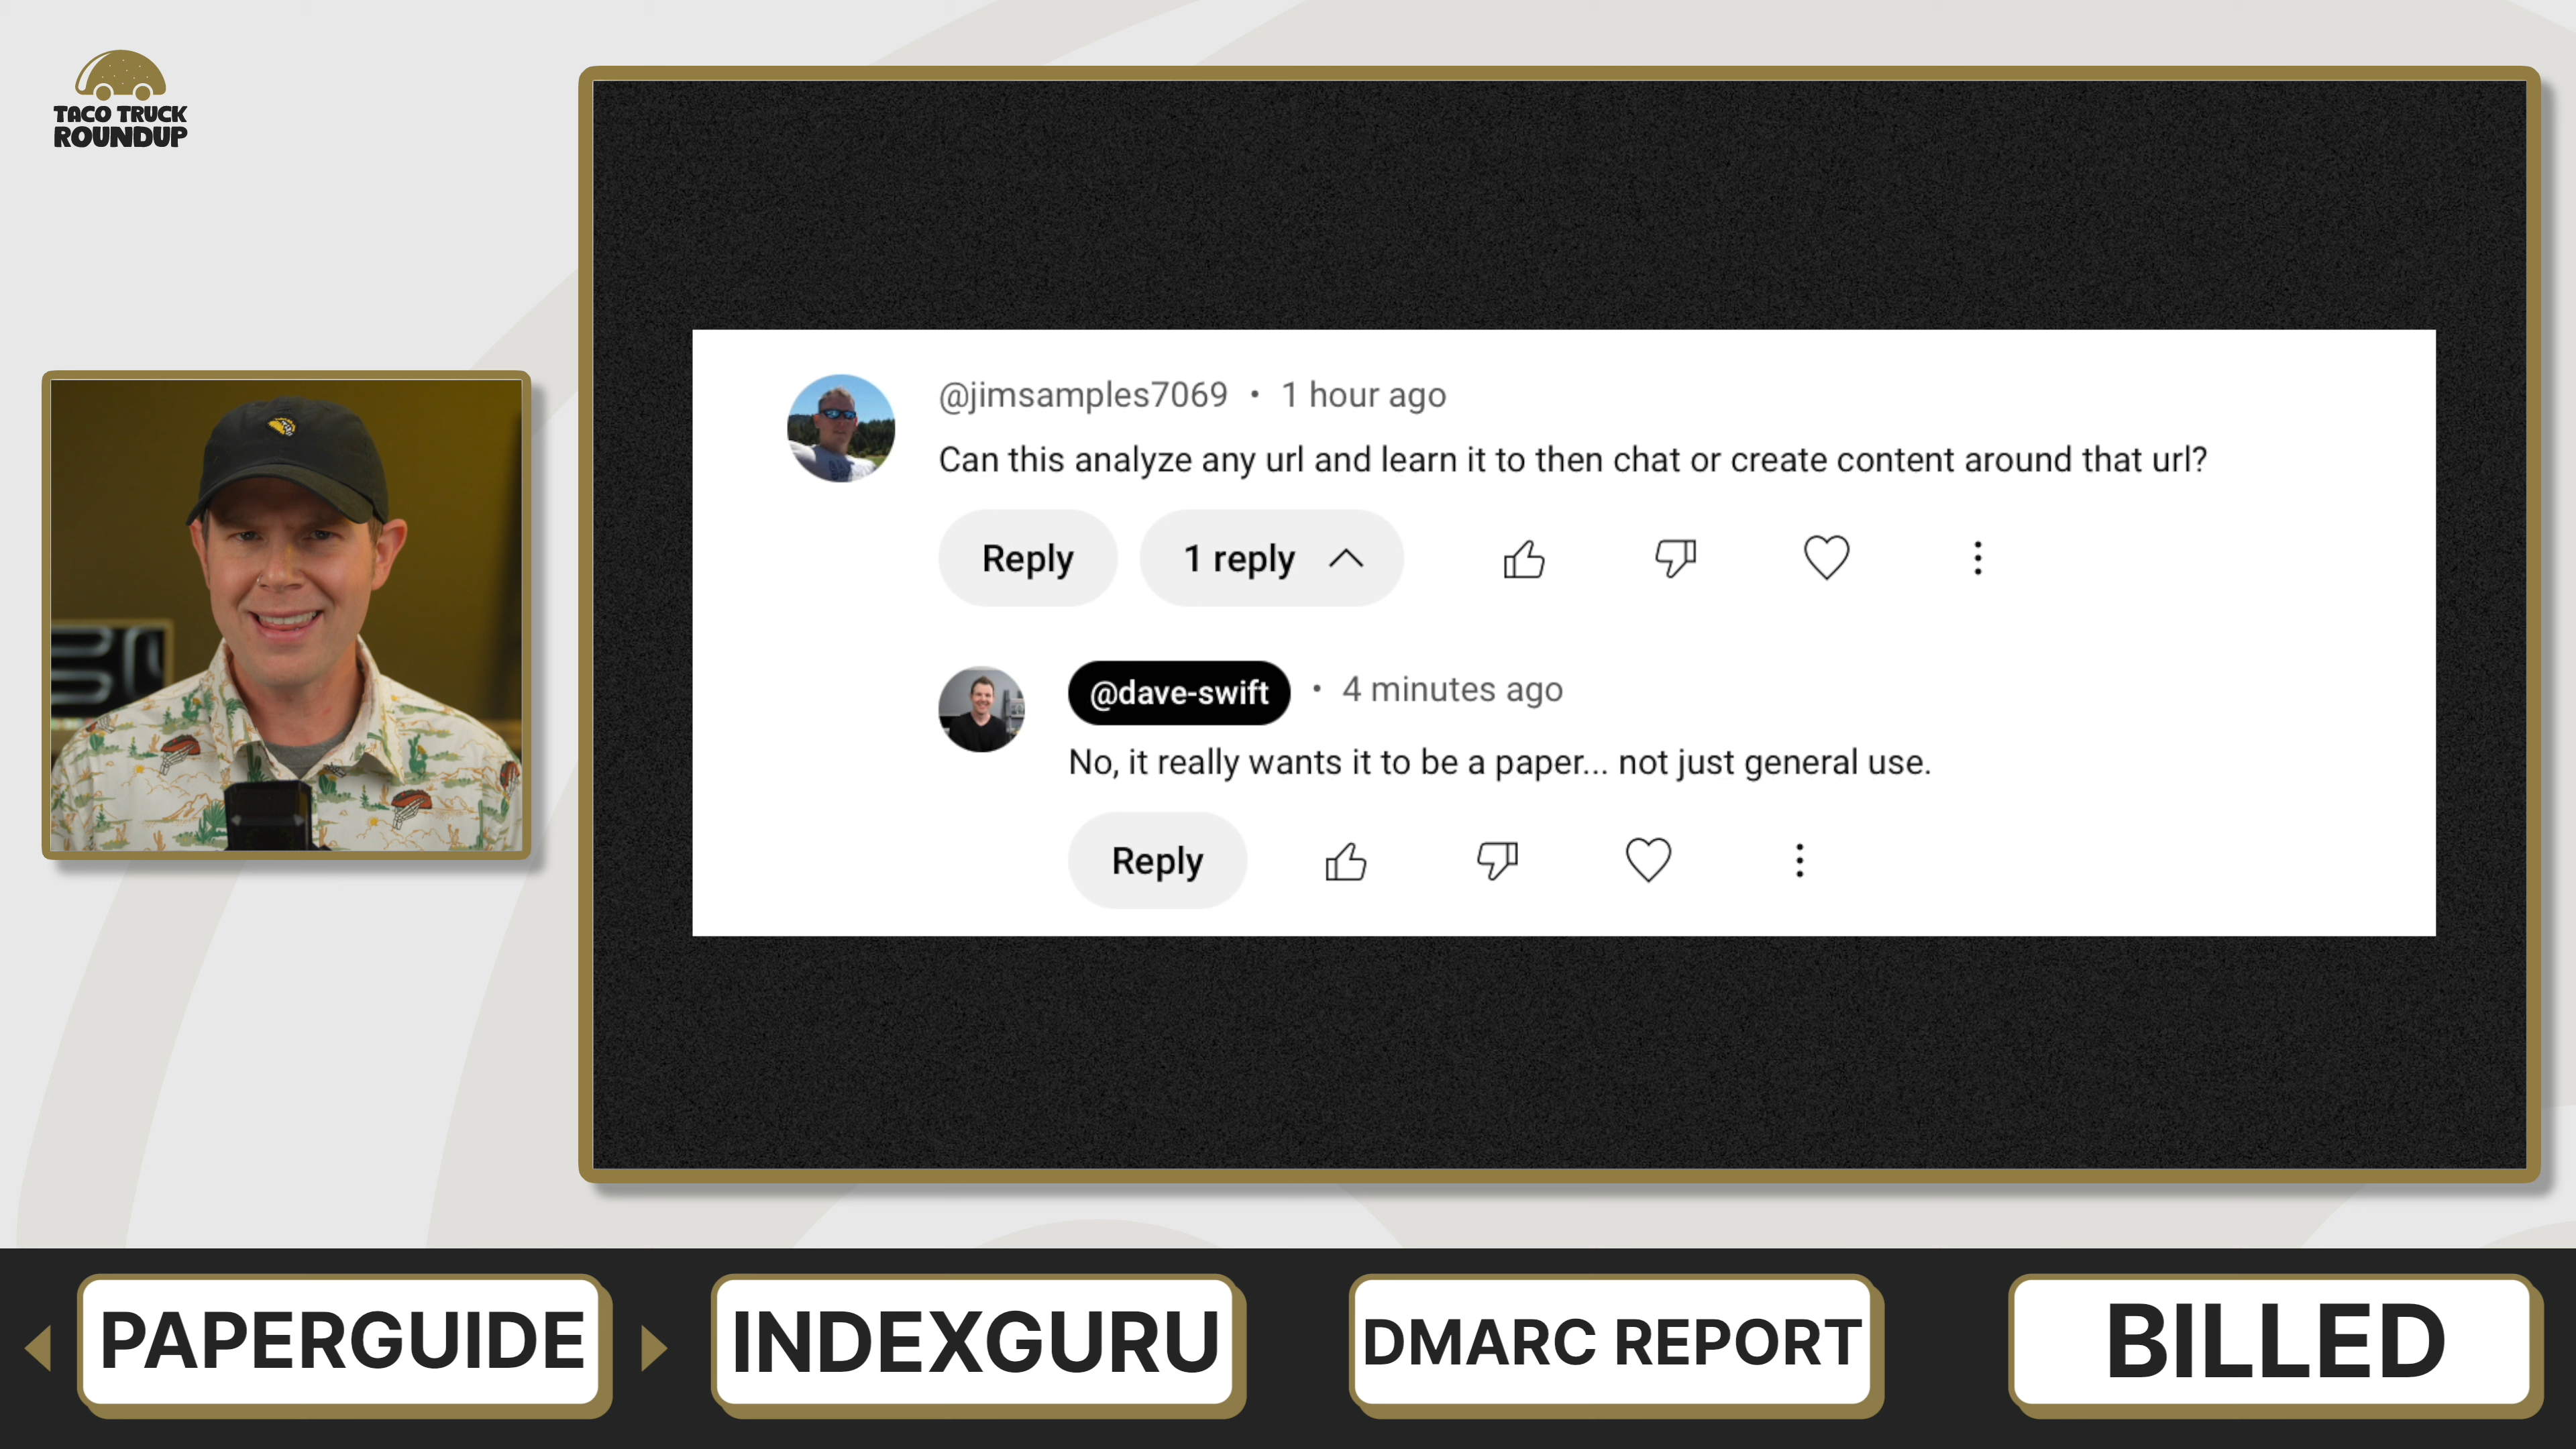 TACO TRUCK
ROUNDUP
@jimsamples7069 • 1 hour ago
Can this analyze any url and learn it to then chat or create content around that url?
Reply
1 reply
@dave-swift • 4 minutes ago
No, it really wants it to be a paper... not just general use.
Reply
PAPERGUIDE
INDEXGURU
DMARC REPORT
BILLED